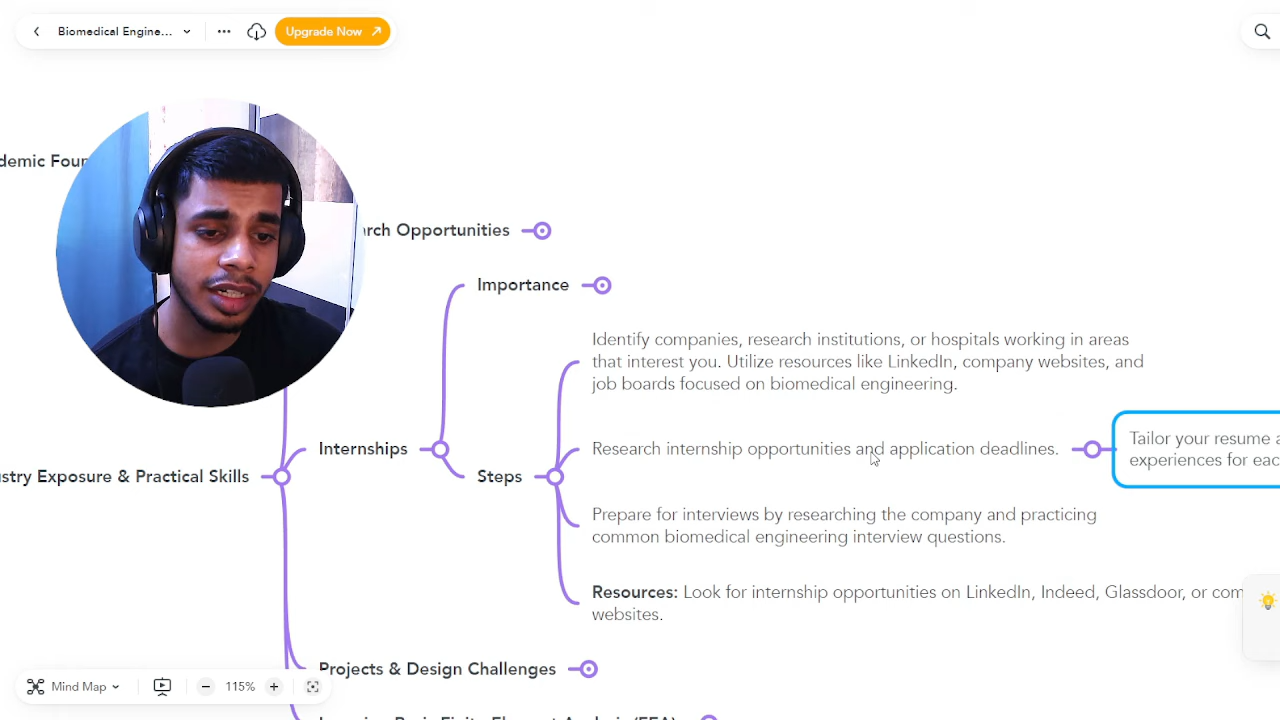 Biomedical Engine...
Upgrade Now
Research Opportunities
Importance
Identify companies, research institutions, or hospitals working in areas
that interest you. Utilize resources like LinkedIn, company websites, and
job boards focused on biomedical engineering.
Internships
Steps
Research internship opportunities and application deadlines.
Tailor your resume a
experiences for each
stry Exposure & Practical Skills
Prepare for interviews by researching the company and practicing
common biomedical engineering interview questions.
Resources: Look for internship opportunities on LinkedIn, Indeed, Glassdoor, or com
websites.
Projects & Design Challenges
Mind Map
115%